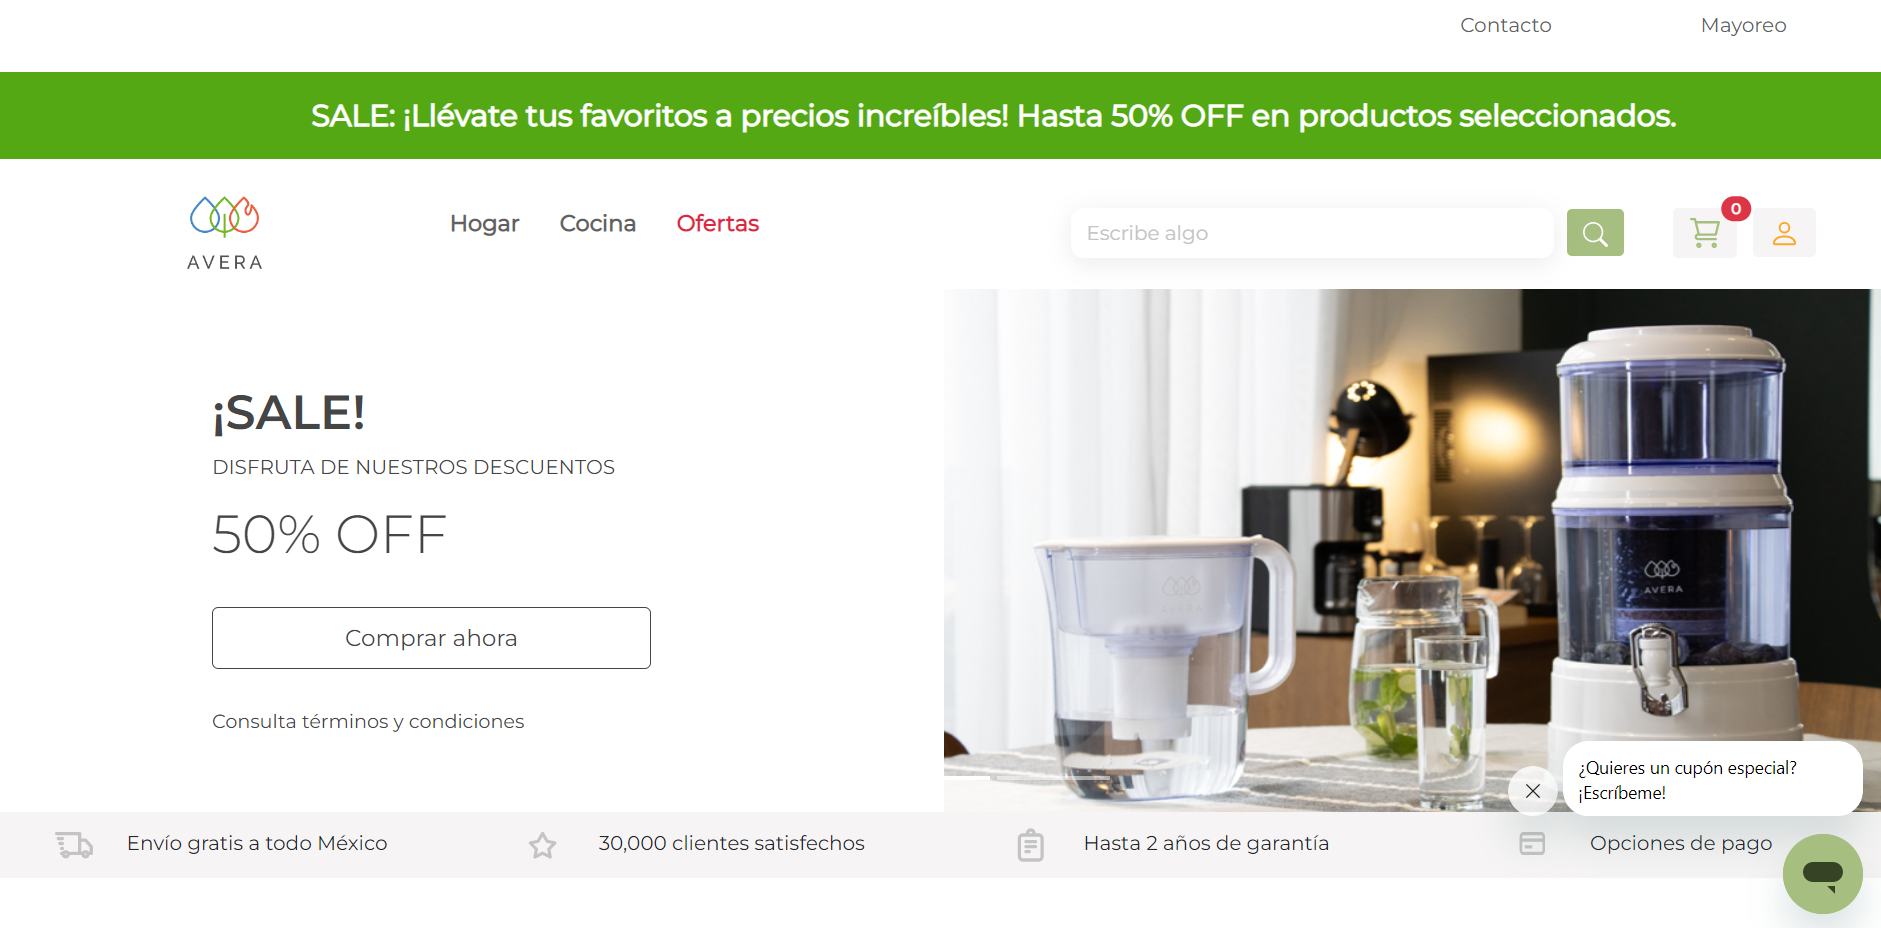 Contacto
Mayoreo
SALE: ¡Llévate tus favoritos a precios increíbles! Hasta 50% OFF en productos seleccionados.
AVERA
Hogar
Cocina
Ofertas
Escribe algo
0
¡SALE!
DISFRUTA DE NUESTROS DESCUENTOS
50% OFF
Comprar ahora
Consulta términos y condiciones
AVERA
AVERA
¿Quieres un cupón especial?
¡Escríbeme!
Envío gratis a todo México
30,000 clientes satisfechos
Hasta 2 años de garantía
Opciones de pago